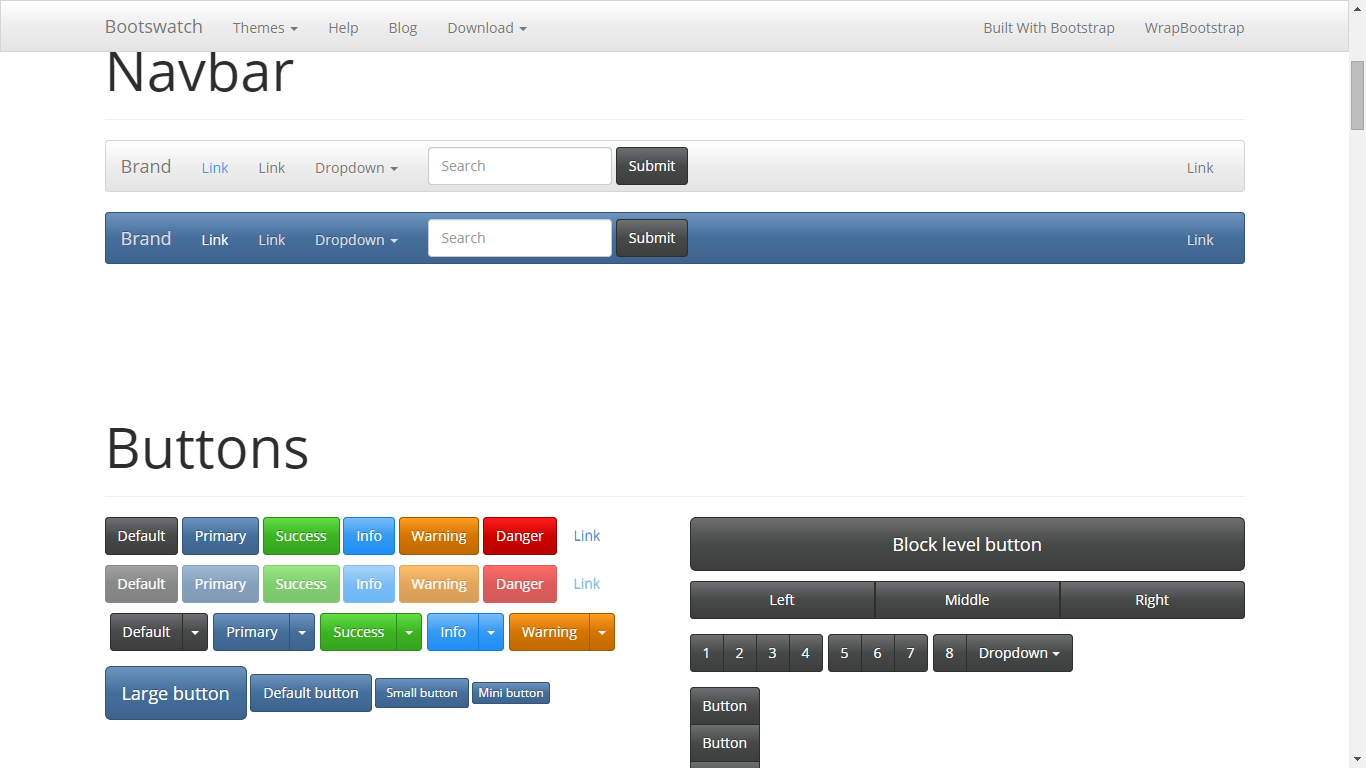 Bootswatch Themes Help Blog Download Built With Bootstrap WrapBootstrap
Navbar
Brand Link Link Dropdown Search Submit Link
Brand Link Link Dropdown Search Submit Link
Buttons
Default Primary Success Info Warning Danger Link
Default Primary Success Info Warning Danger Link
Default Primary Success Info Warning
Large button Default button Small button Mini button
Block level button
Left Middle Right
1 2 3 4 5 6 7 8 Dropdown
Button
Button